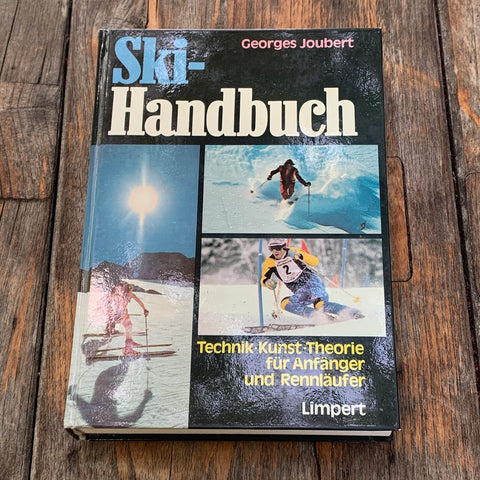 Georges Joubert
Ski-
Handbuch
2
Technik·Kunst·Theorie
für Anfänger
und Rennläufer
Limpert